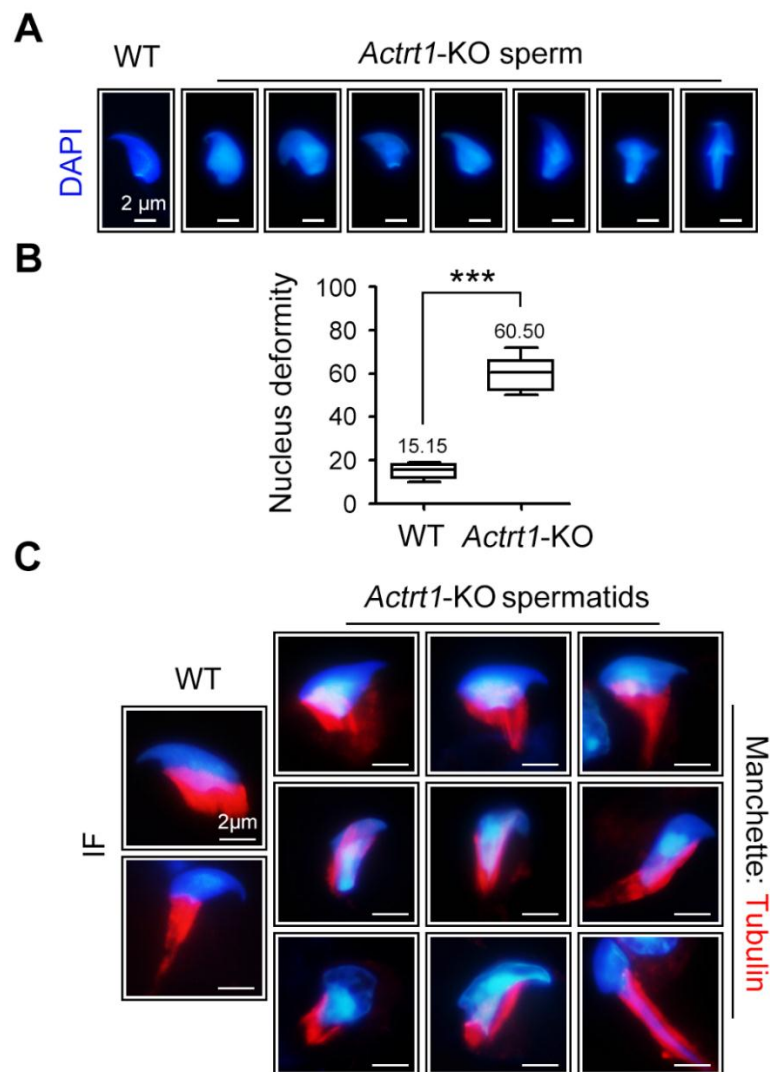 A
WT
Actrt1-KO sperm
DAPI
2 μm
B
Nucleus deformity
100
80
60
40
20
0
***
60.50
15.15
WT
Actrt1-KO
C
Actrt1-KO spermatids
WT
IF
2μm
Manchette: Tubulin